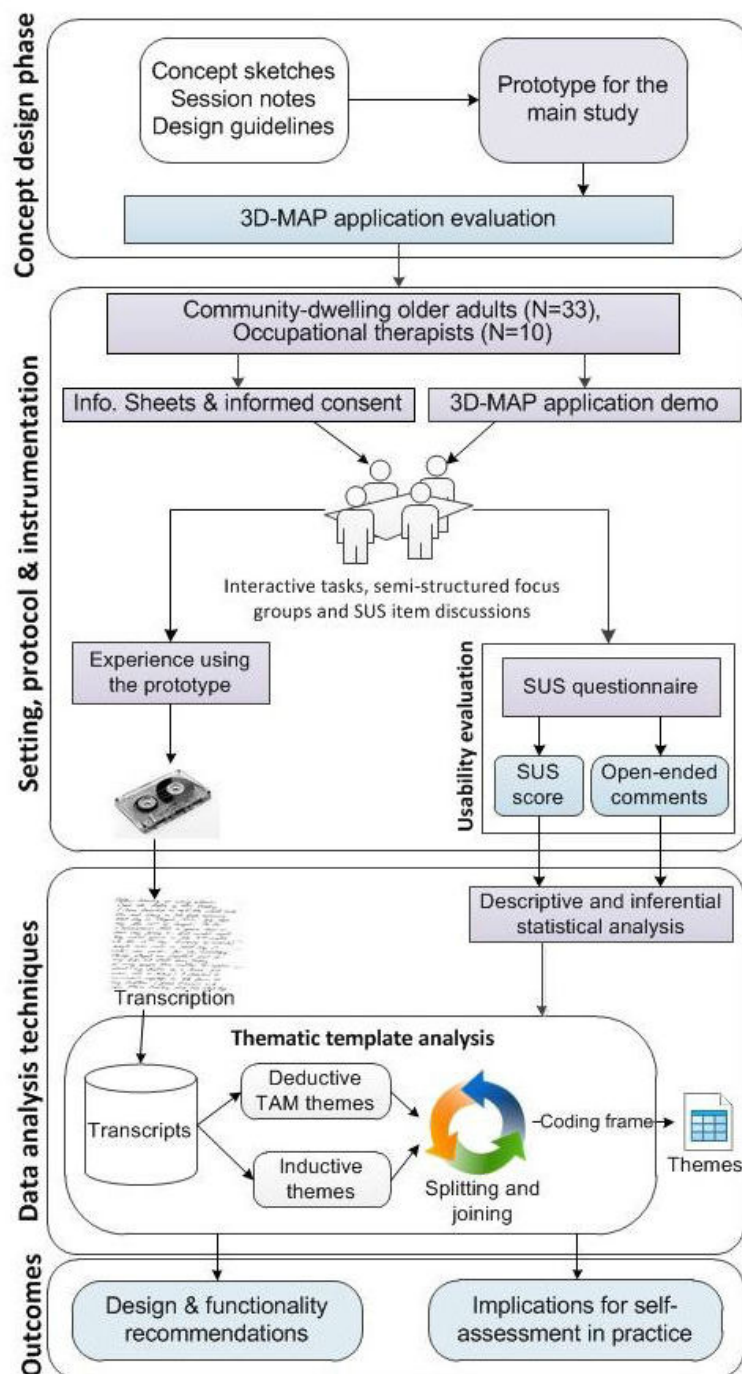 Concept design phase
Concept sketches
Session notes
Design guidelines
Prototype for the
main study
3D-MAP application evaluation
Setting, protocol & instrumentation
Community-dwelling older adults (N=33),
Occupational therapists (N=10)
Info. Sheets & informed consent
3D-MAP application demo
Interactive tasks, semi-structured focus
groups and SUS item discussions
Experience using
the prototype
Usability evaluation
SUS questionnaire
SUS
score
Open-ended
comments
Data analysis techniques
Descriptive and inferential
statistical analysis
Transcription
Thematic template analysis
Transcripts
Deductive
TAM themes
Inductive
themes
Splitting and
joining
Coding frame
Themes
Outcomes
Design & functionality
recommendations
Implications for self-
assessment in practice